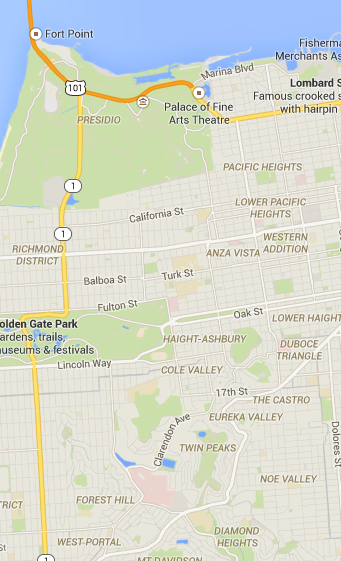 Fort Point
Fisherma
Merchants As
Marina Blvd
101
Lombard S
Famous crooked s
with hairpin
Palace of Fine
Arts Theatre
PRESIDIO
PACIFIC HEIGHTS
1
LOWER PACIFIC
HEIGHTS
California St
1
WESTERN
ADDITION
RICHMOND
DISTRICT
ANZA VISTA
Balboa St
Turk St
Fulton St
Oak St
LOWER HAIGHT
olden Gate Park
ardens, trails,
museums & festivals
HAIGHT-ASHBURY
DUBOCE
TRIANGLE
Lincoln Way
COLE VALLEY
17th St
THE CASTRO
EUREKA VALLEY
Clarendon Ave
Dolores St
TWIN PEAKS
NOE VALLEY
FOREST HILL
TRICT
DIAMOND
HEIGHTS
WEST-PORTAL
St
1
MT DAVIDSON